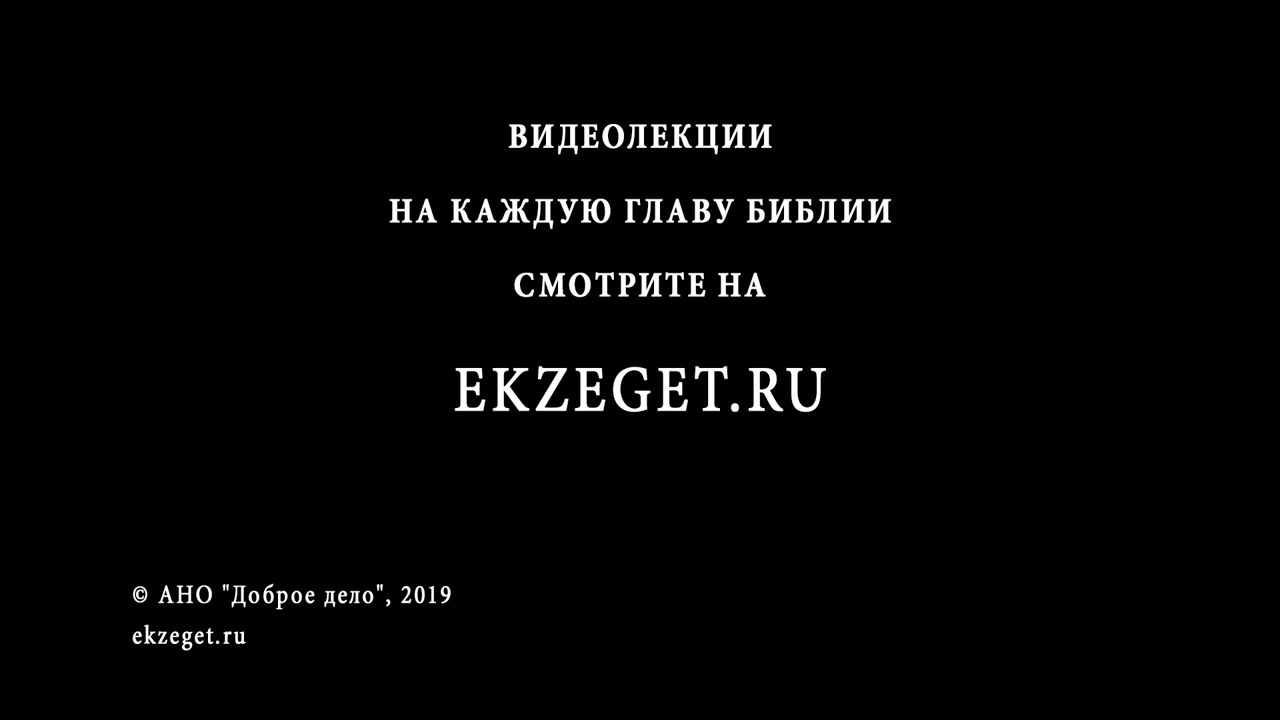 ВИДЕОЛЕКЦИИ
НА КАЖДУЮ ГЛАВУ БИБЛИИ
СМОТРИТЕ НА
EKZEGET.RU
© АНО "Доброе дело", 2019
ekzeget.ru